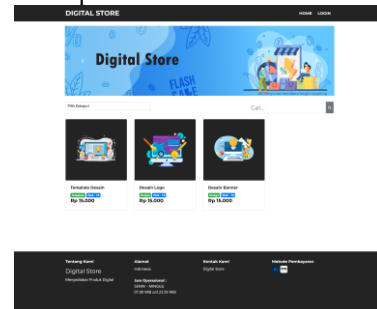 DIGITAL STORE
HOME LOGIN
Digital Store
FLASH
SALE
Pilih Kategori
Cari...
Template Desain
Rp 15.000
Desain Logo
Rp 15.000
Desain Banner
Rp 15.000
Tentang Kami
Digital Store
Menyediakan Produk Digital
Alamat
Indonesia
Jam Operasional :
SENIN - MINGGU
Kontak Kami
Digital Store
Metode Pembayaran